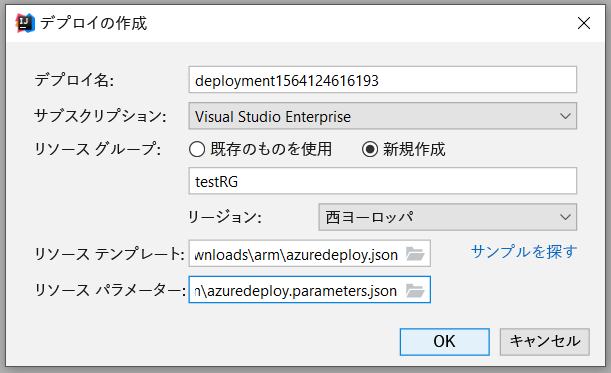 デプロイの作成
デプロイ名: deployment1564124616193
サブスクリプション: Visual Studio Enterprise
リソース グループ: 既存のものを使用 新規作成
testRG
リージョン: 西ヨーロッパ
リソース テンプレート: wnloads\arm\azuredeploy.json サンプルを探す
リソース パラメーター: n\azuredeploy.parameters.json
OK キャンセル